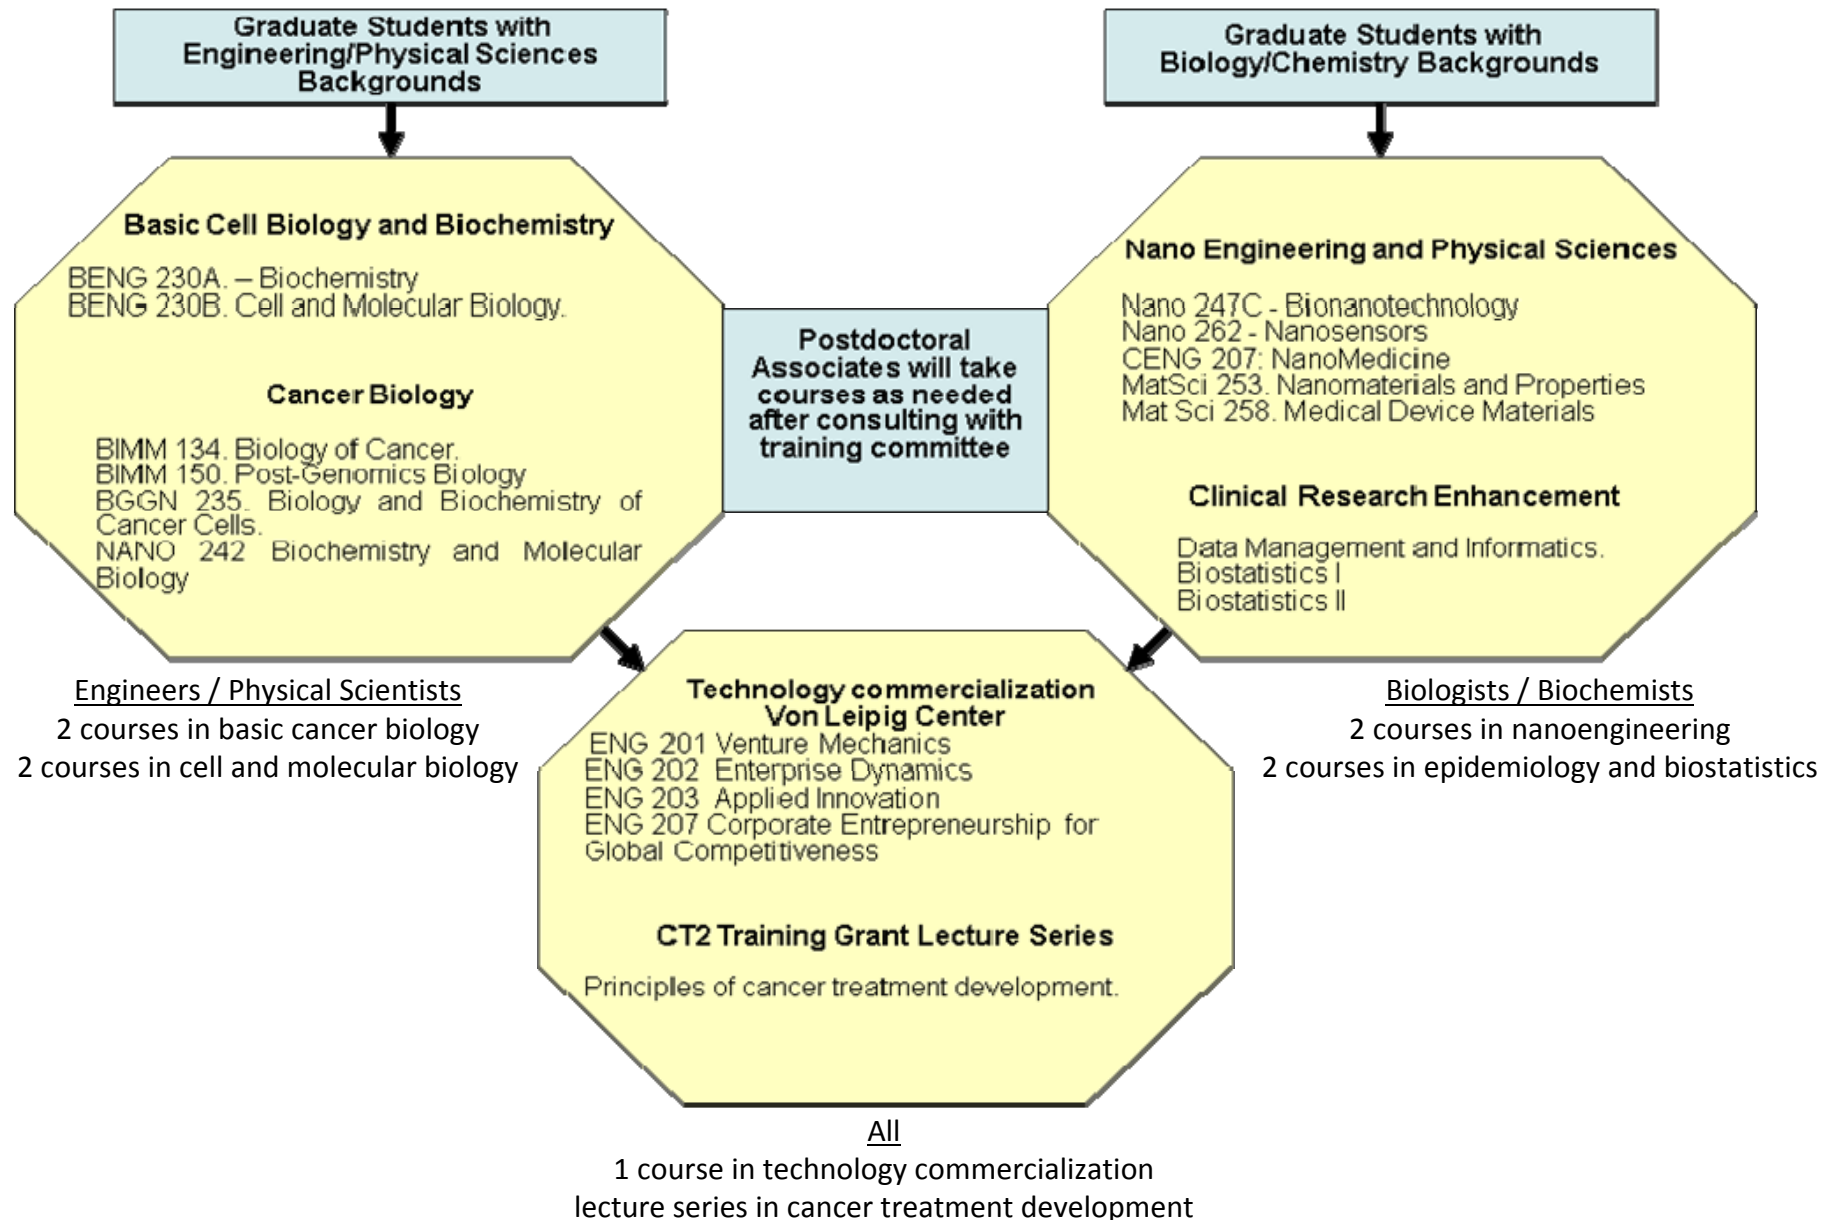 Graduate Students with
Engineering/Physical Sciences
Backgrounds
Graduate Students with
Biology/Chemistry Backgrounds
Basic Cell Biology and Biochemistry
BENG 230A. – Biochemistry
BENG 230B. Cell and Molecular Biology.
Cancer Biology
BIMM 134. Biology of Cancer.
BIMM 150. Post-Genomics Biology
BGGN 235. Biology and Biochemistry of
Cancer Cells.
NANO 242 Biochemistry and Molecular
Biology
Postdoctoral
Associates will take
courses as needed
after consulting with
training committee
Nano Engineering and Physical Sciences
Nano 247C - Bionanotechnology
Nano 262 - Nanosensors
CENG 207: NanoMedicine
MatSci 253. Nanomaterials and Properties
Mat Sci 258. Medical Device Materials
Clinical Research Enhancement
Data Management and Informatics.
Biostatistics I
Biostatistics II
Engineers / Physical Scientists
2 courses in basic cancer biology
2 courses in cell and molecular biology
Biologists / Biochemists
2 courses in nanoengineering
2 courses in epidemiology and biostatistics
Technology commercialization
Von Leipig Center
ENG 201 Venture Mechanics
ENG 202 Enterprise Dynamics
ENG 203 Applied Innovation
ENG 207 Corporate Entrepreneurship for
Global Competitiveness
CT2 Training Grant Lecture Series
Principles of cancer treatment development.
All
1 course in technology commercialization
lecture series in cancer treatment development